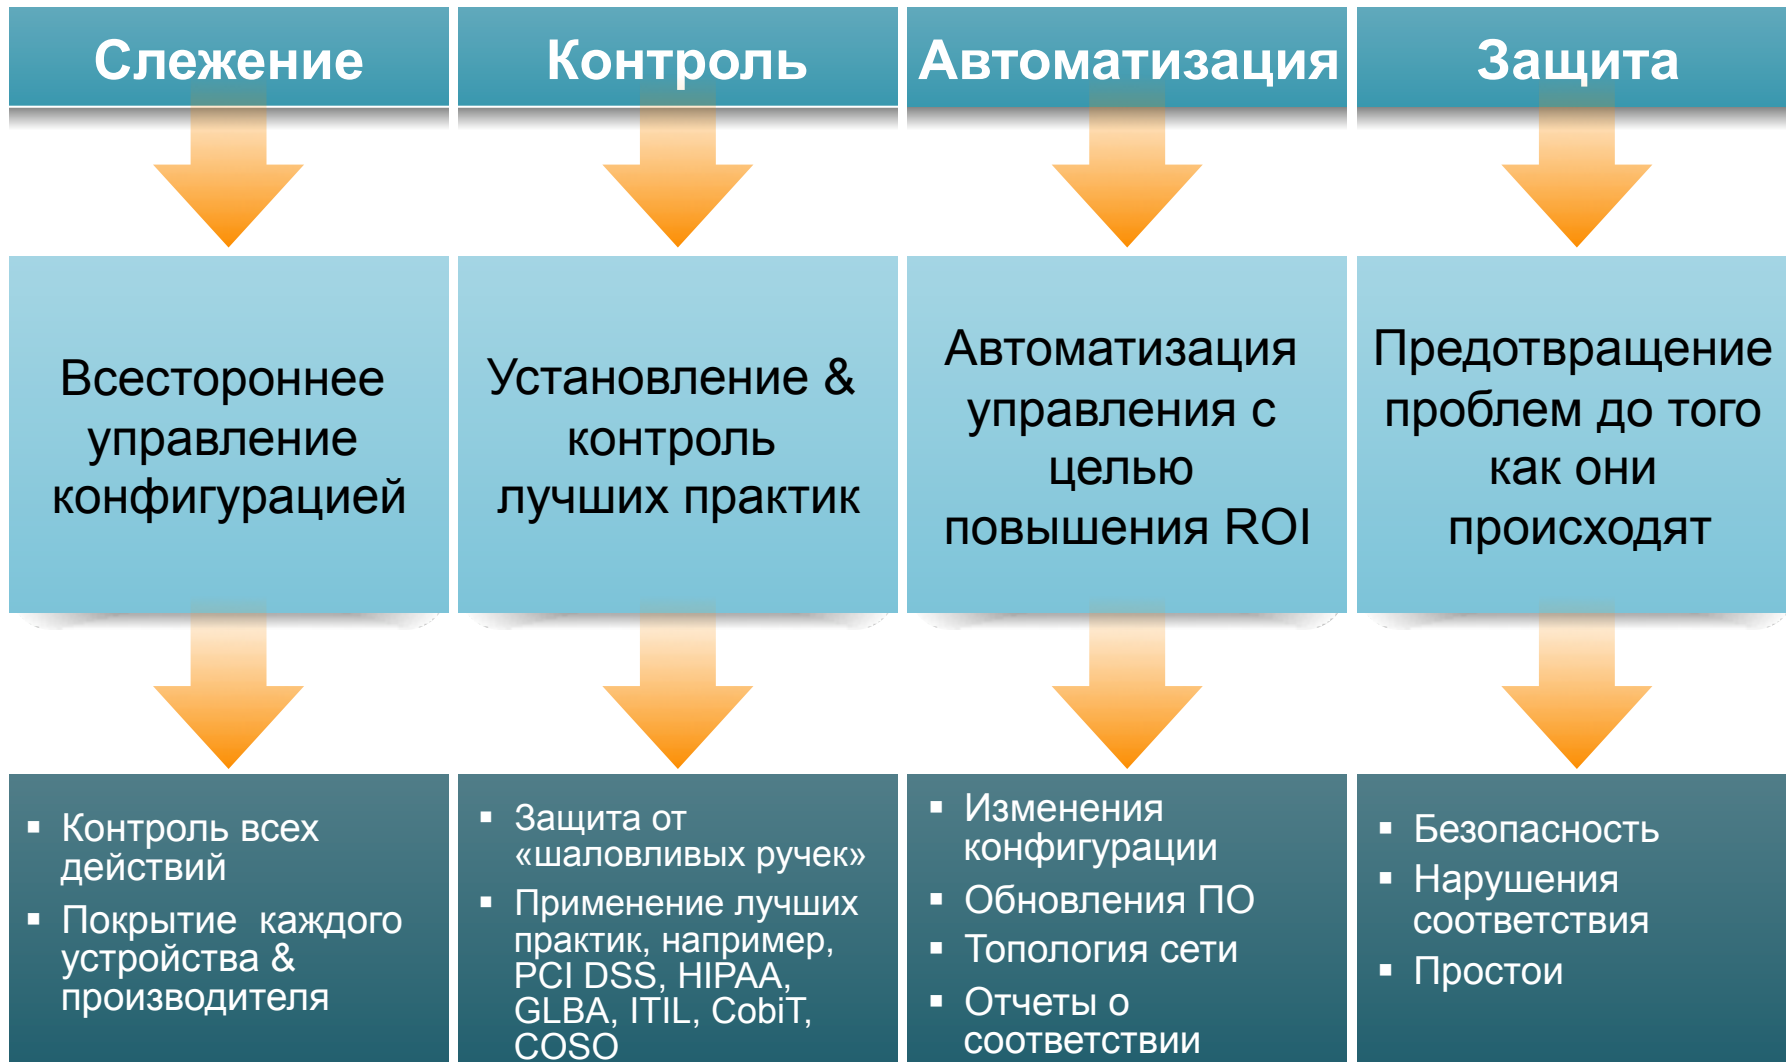 Слежение
Контроль
Автоматизация
Защита
Всестороннее
управление
конфигурацией
Установление &
контроль
лучших практик
Автоматизация
управления с
целью
повышения ROI
Предотвращение
проблем до того
как они
происходят
▪ Контроль всех
действий
▪ Покрытие каждого
устройства &
производителя
▪ Защита от
«шаловливых ручек»
▪ Применение лучших
практик, например,
PCI DSS, HIPAA,
GLBA, ITIL, CobiT,
COSO
▪ Изменения
конфигурации
▪ Обновления ПО
▪ Топология сети
▪ Отчеты о
соответствии
▪ Безопасность
▪ Нарушения
соответствия
▪ Простои